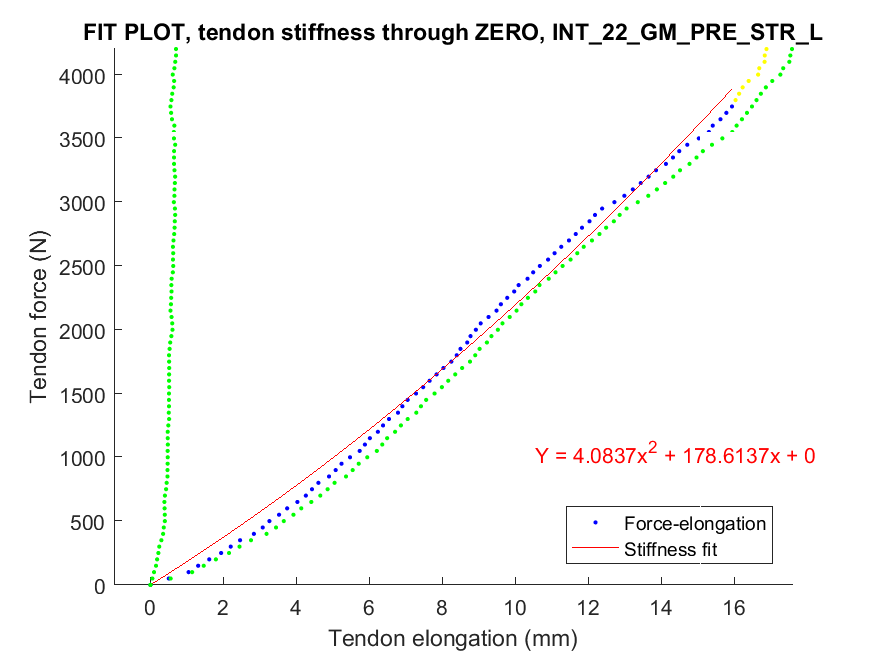 FIT PLOT, tendon stiffness through ZERO, INT_22_GM_PRE_STR_L
4000
3500
3000
2500
2000
1500
1000
500
0
Tendon force (N)
Y = 4.0837x² + 178.6137x + 0
Force-elongation
Stiffness fit
0 2 4 6 8 10 12 14 16
Tendon elongation (mm)